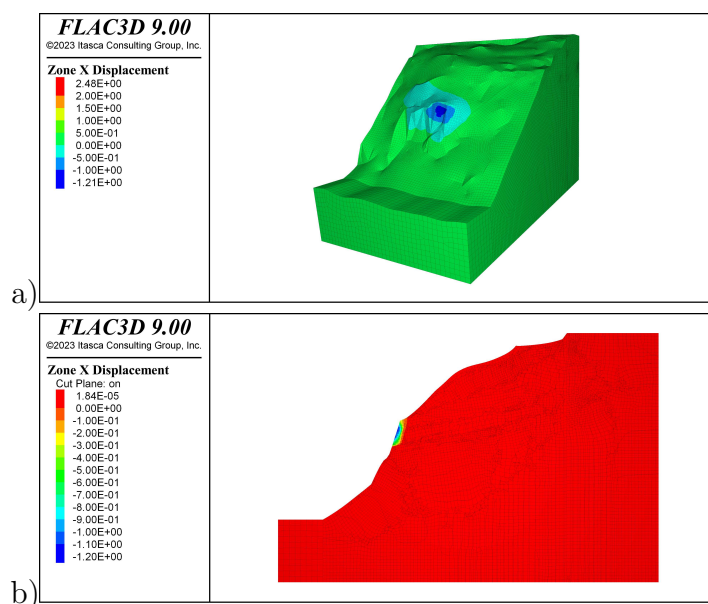 FLAC3D 9.00
©2023 Itasca Consulting Group, Inc.
Zone X Displacement
2.48E+00
2.00E+00
1.50E+00
1.00E+00
5.00E-01
0.00E+00
-5.00E-01
-1.00E+00
-1.21E+00
a)
FLAC3D 9.00
©2023 Itasca Consulting Group, Inc.
Zone X Displacement
Cut Plane: on
1.84E-05
0.00E+00
-1.00E-01
-2.00E-01
-3.00E-01
-4.00E-01
-5.00E-01
-6.00E-01
-7.00E-01
-8.00E-01
-9.00E-01
-1.00E+00
-1.10E+00
-1.20E+00
b)